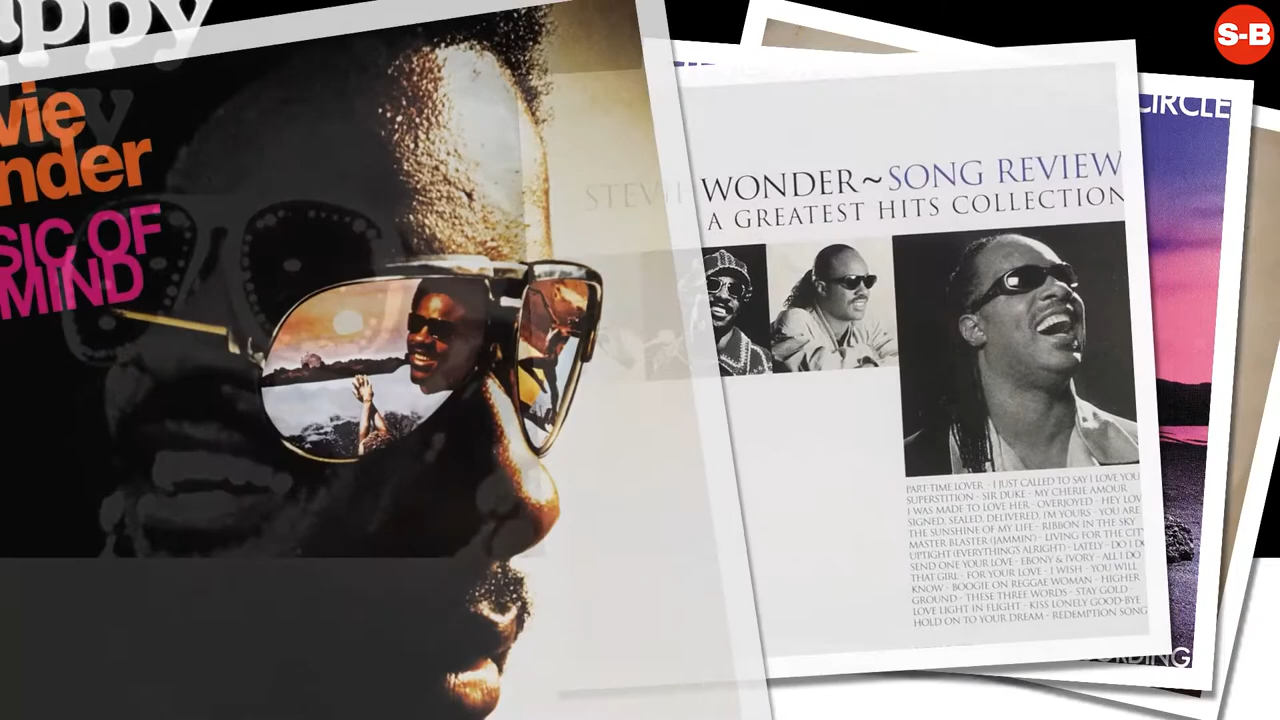 appy
S-B
vie
nder
SIC OF
MIND
CIRCLE
STEVIE WONDER~SONG REVIEW
A GREATEST HITS COLLECTION
PART-TIME LOVER · I JUST CALLED TO SAY I LOVE YOU
SUPERSTITION · SIR DUKE · MY CHERIE AMOUR
I WAS MADE TO LOVE HER · OVERJOYED · HEY LOV
SIGNED, SEALED, DELIVERED, I'M YOURS · YOU ARE
THE SUNSHINE OF MY LIFE · RIBBON IN THE SKY
MASTER BLASTER (JAMMIN') · LIVING FOR THE CIT
UPTIGHT (EVERYTHING'S ALRIGHT) · LATELY · DO I DO
SEND ONE YOUR LOVE · EBONY & IVORY · ALL I DO
THAT GIRL · FOR YOUR LOVE · I WISH · YOU WILL
KNOW · BOOGIE ON REGGAE WOMAN · HIGHER
GROUND · THESE THREE WORDS · STAY GOLD
LOVE LIGHT IN FLIGHT · KISS LONELY GOOD-BYE
HOLD ON TO YOUR DREAM · REDEMPTION SONG